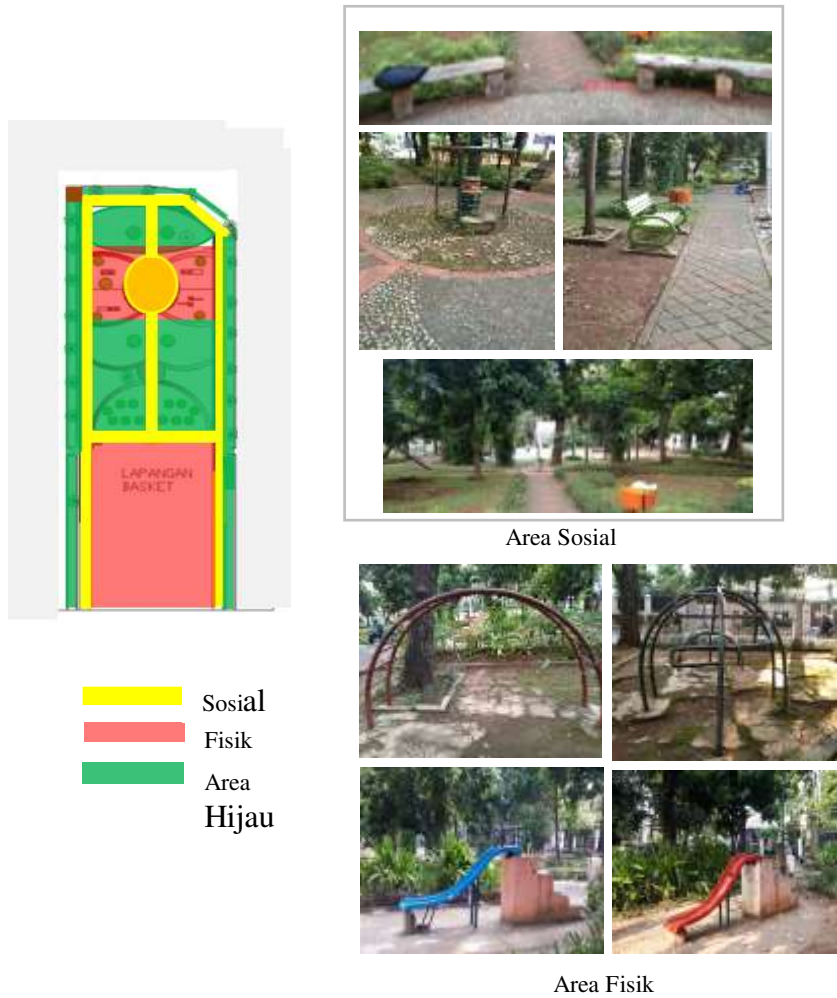 LAPANGAN
BASKET
Sosial
Fisik
Area
Hijau
Area Sosial
Area Fisik